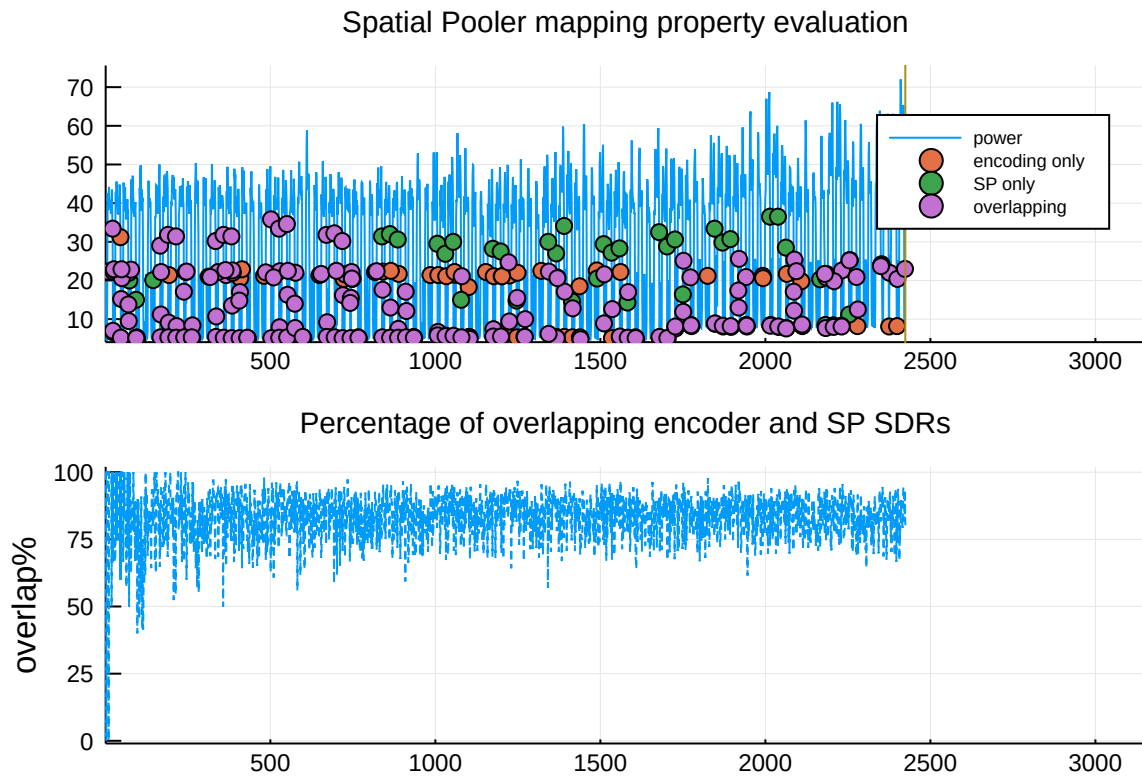 Spatial Pooler mapping property evaluation
70
60
50
40
30
20
10
power
encoding only
SP only
overlapping
500 1000 1500 2000 2500 3000
Percentage of overlapping encoder and SP SDRs
overlap%
100
75
50
25
0
500 1000 1500 2000 2500 3000